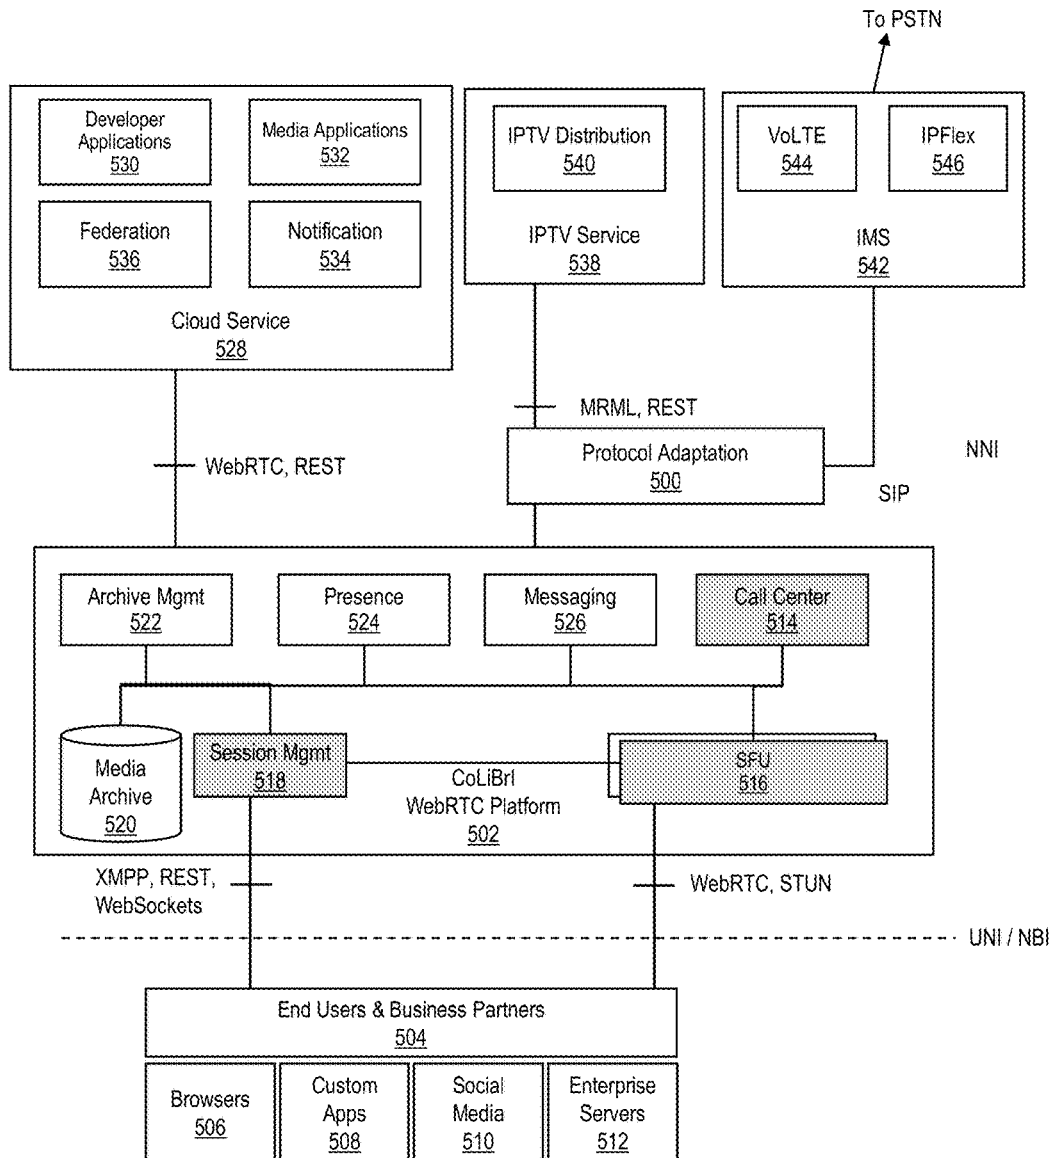 To PSTN
Developer
Applications
530
Media Applications
532
Federation
536
Notification
534
Cloud Service
528
IPTV Distribution
540
IPTV Service
538
VoLTE
544
IPFlex
546
IMS
542
MRML, REST
WebRTC, REST
Protocol Adaptation
500
NNI
SIP
Archive Mgmt
522
Presence
524
Messaging
526
Call Center
514
Media
Archive
520
Session Mgmt
518
SFU
516
CoLiBrI
WebRTC Platform
502
XMPP, REST,
WebSockets
WebRTC, STUN
UNI / NBI
End Users & Business Partners
504
Browsers
506
Custom
Apps
508
Social
Media
510
Enterprise
Servers
512